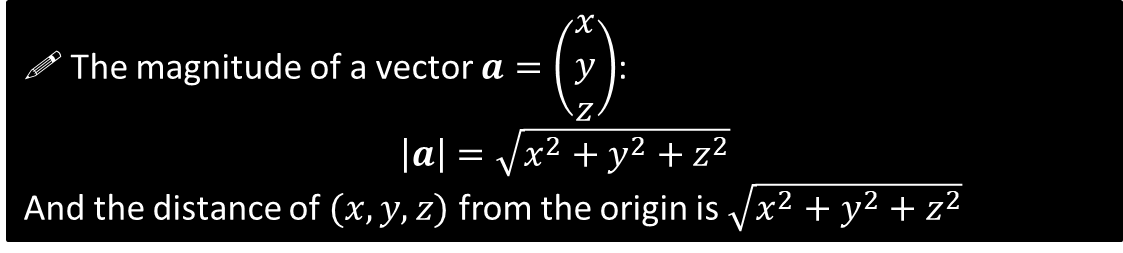 The magnitude of a vector 𝒂 = (x y z):
|𝒂| = √(x² + y² + z²)
And the distance of (x, y, z) from the origin is √(x² + y² + z²)